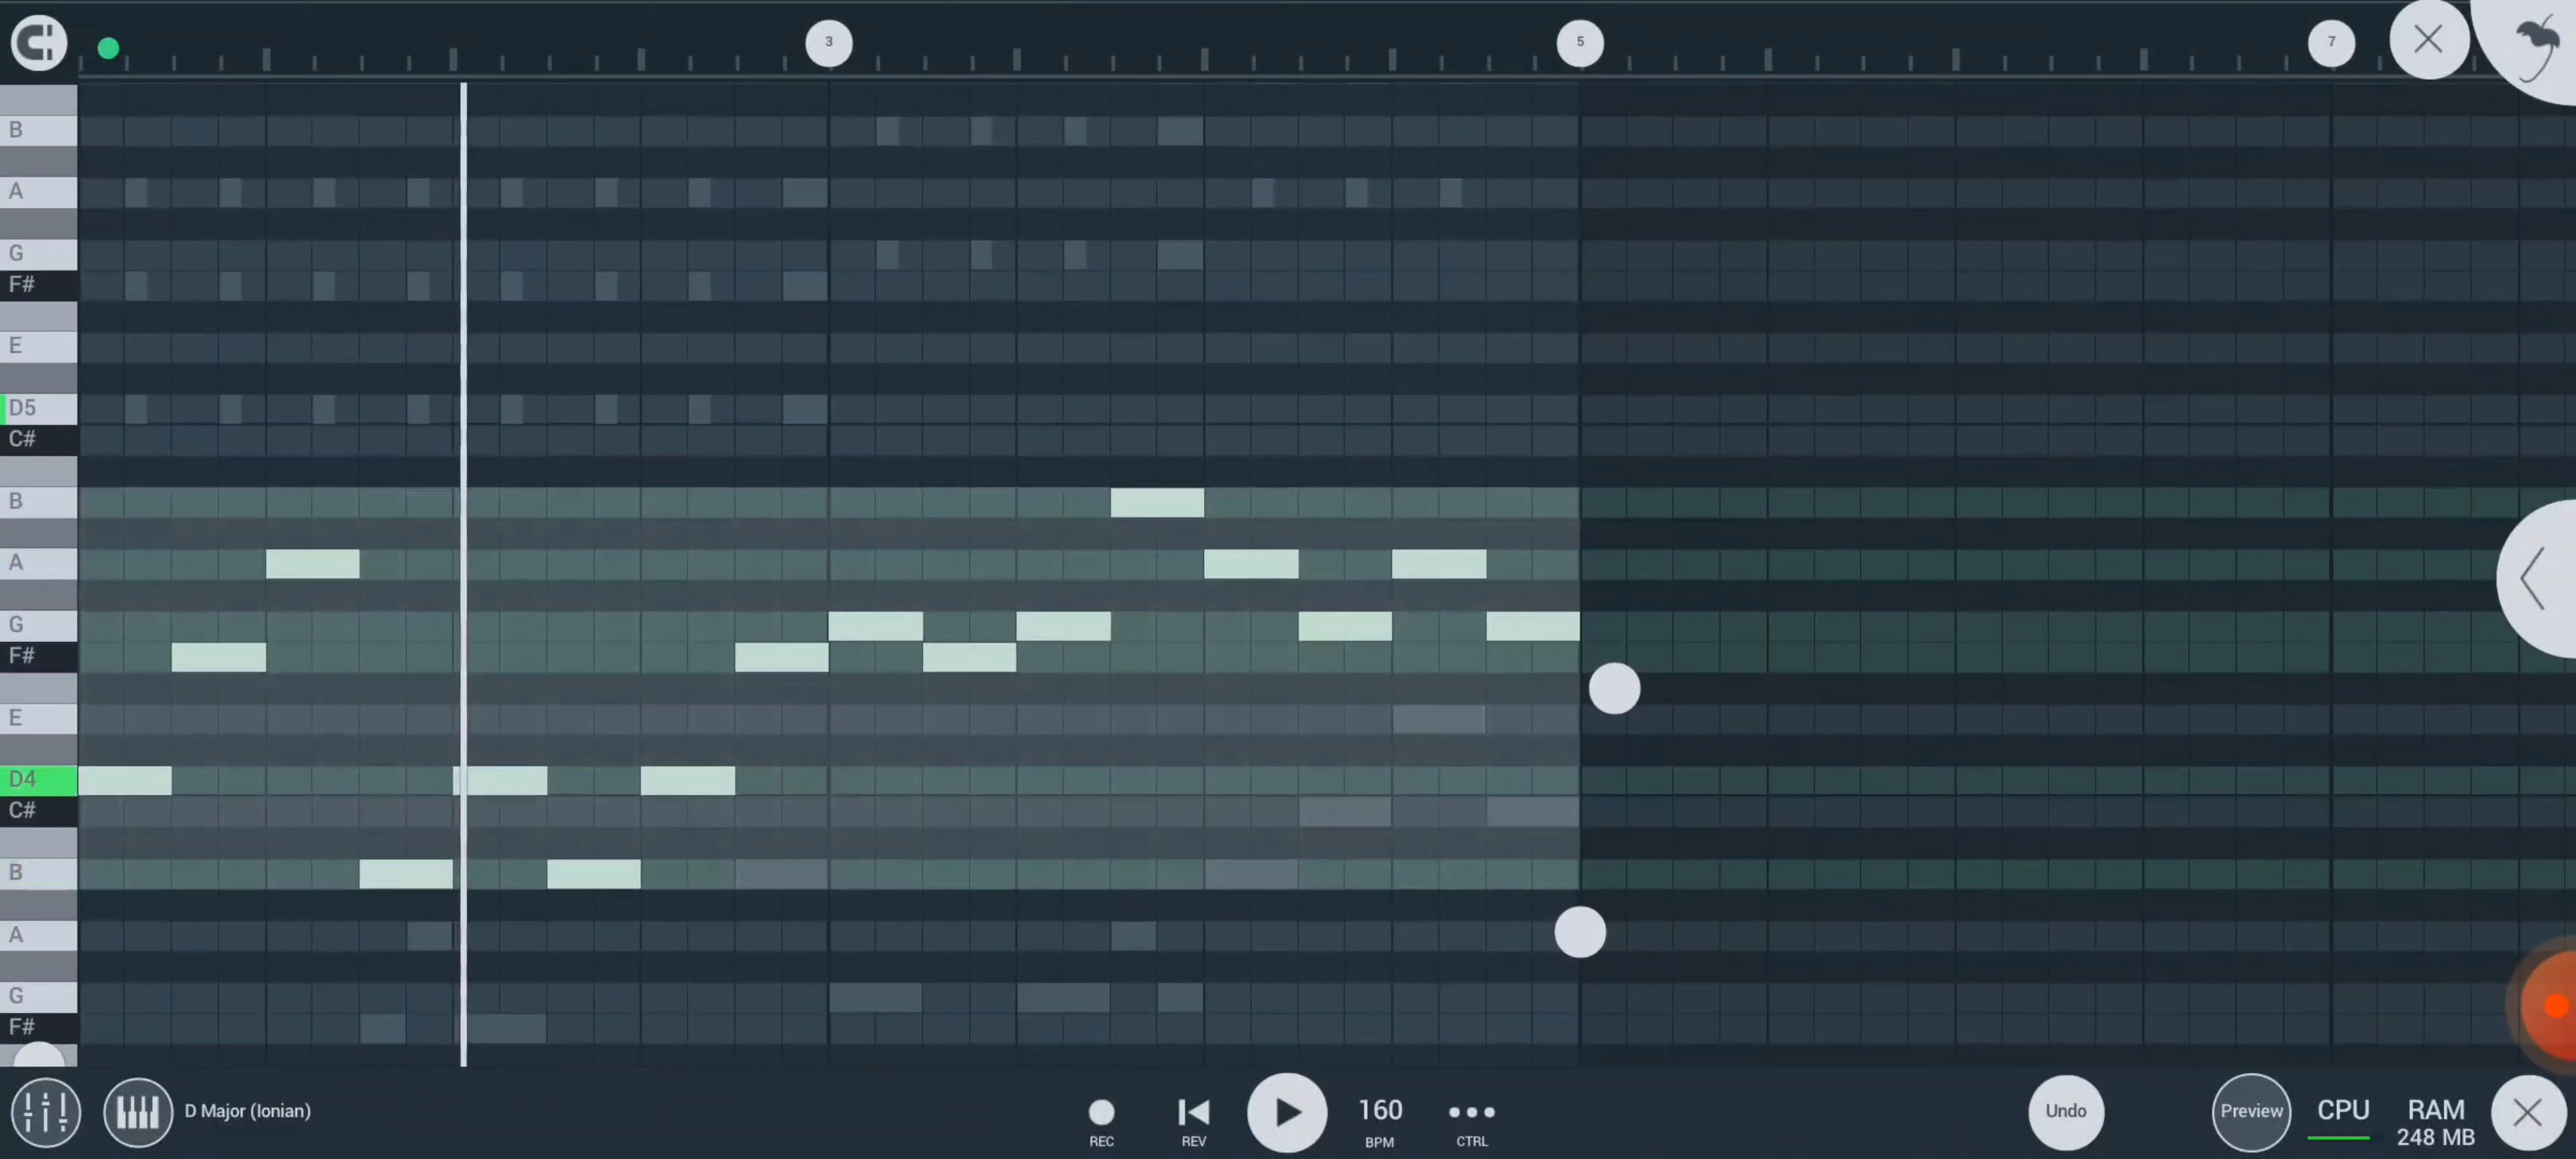 3
5
7
B
A
G
F#
E
D5
C#
B
A
G
F#
E
D4
C#
B
A
G
F#
D Major (Ionian)
REC
REV
160
BPM
CTRL
Undo
Preview
CPU
RAM
248 MB